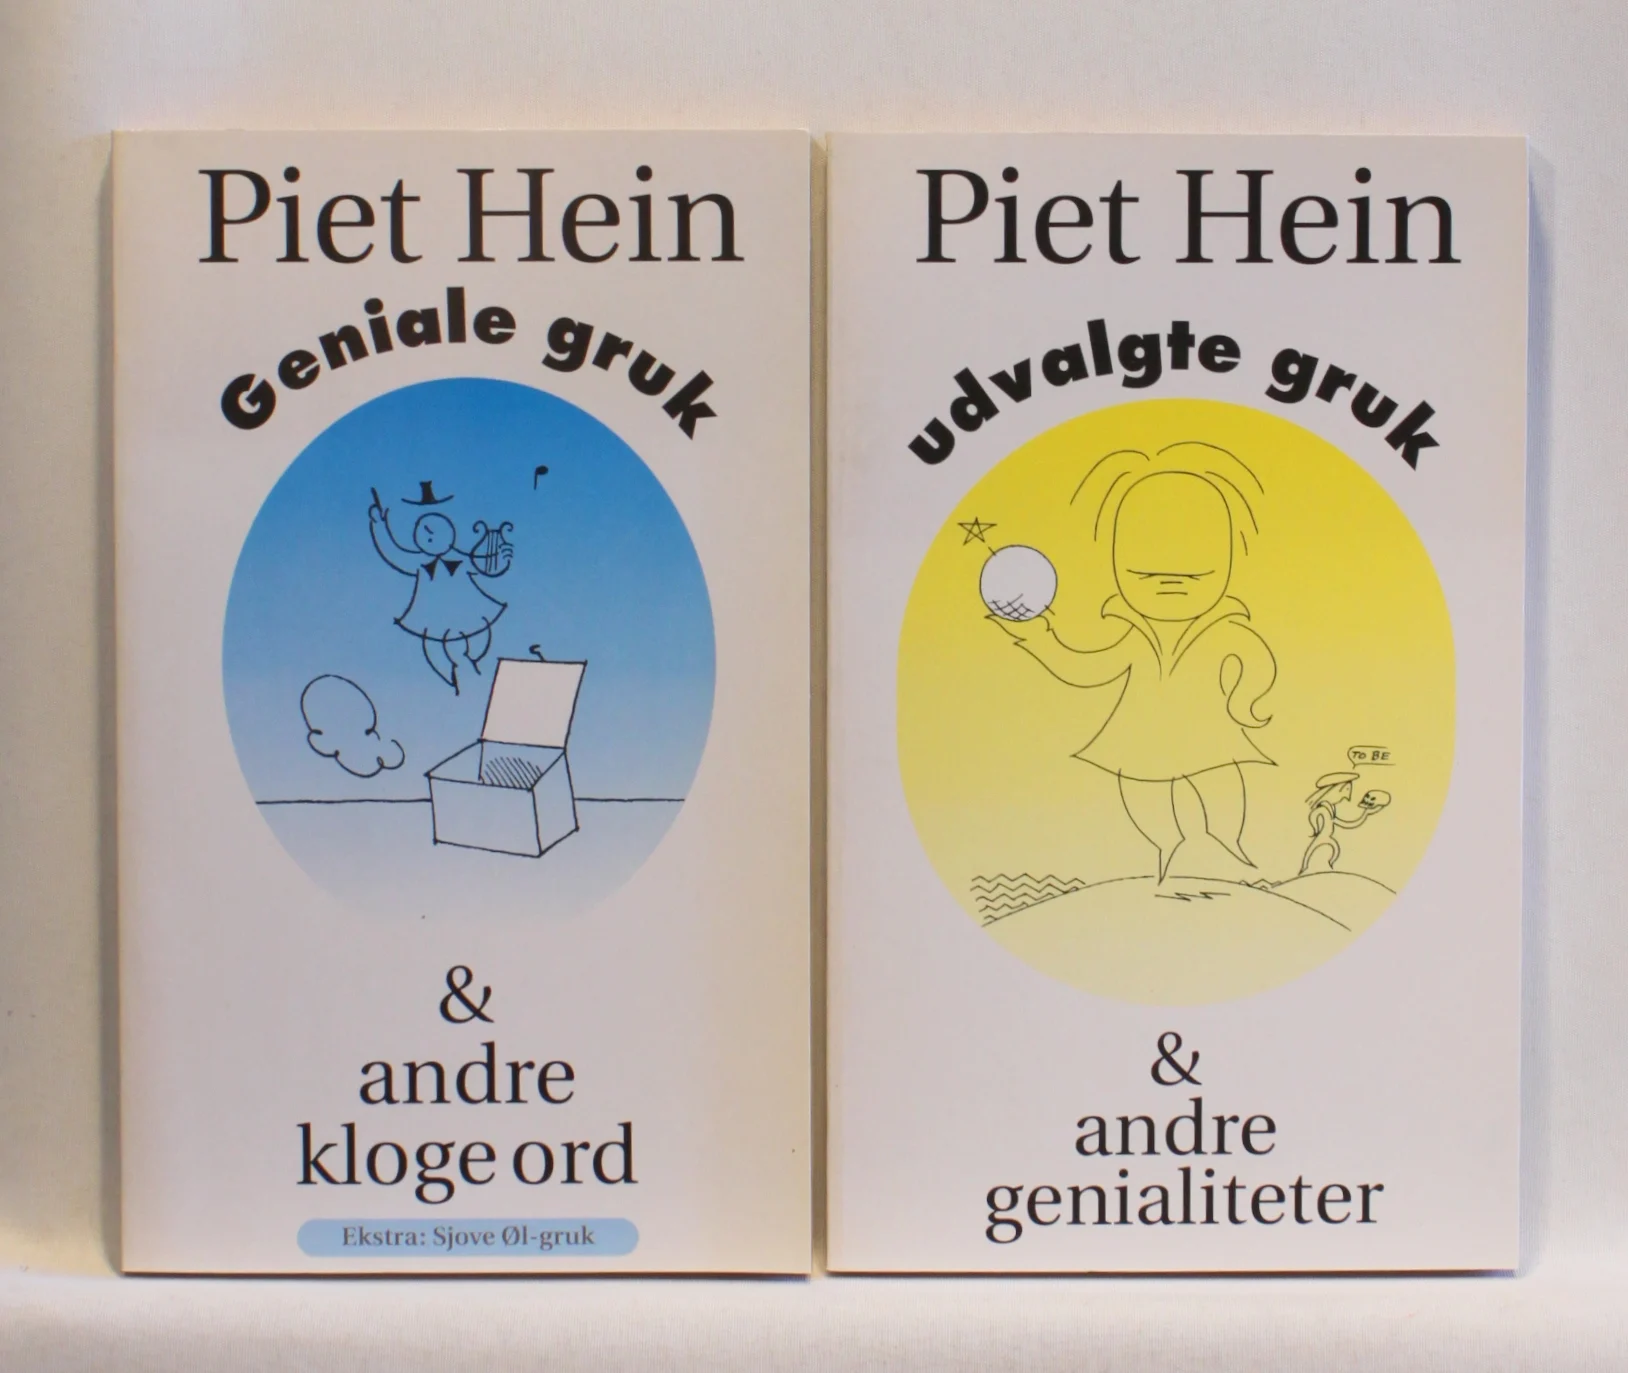 Piet Hein
Geniale gruk
&
andre
kloge ord
Ekstra: Sjove Øl-gruk
Piet Hein
udvalgte gruk
TO BE
&
andre
genialiteter